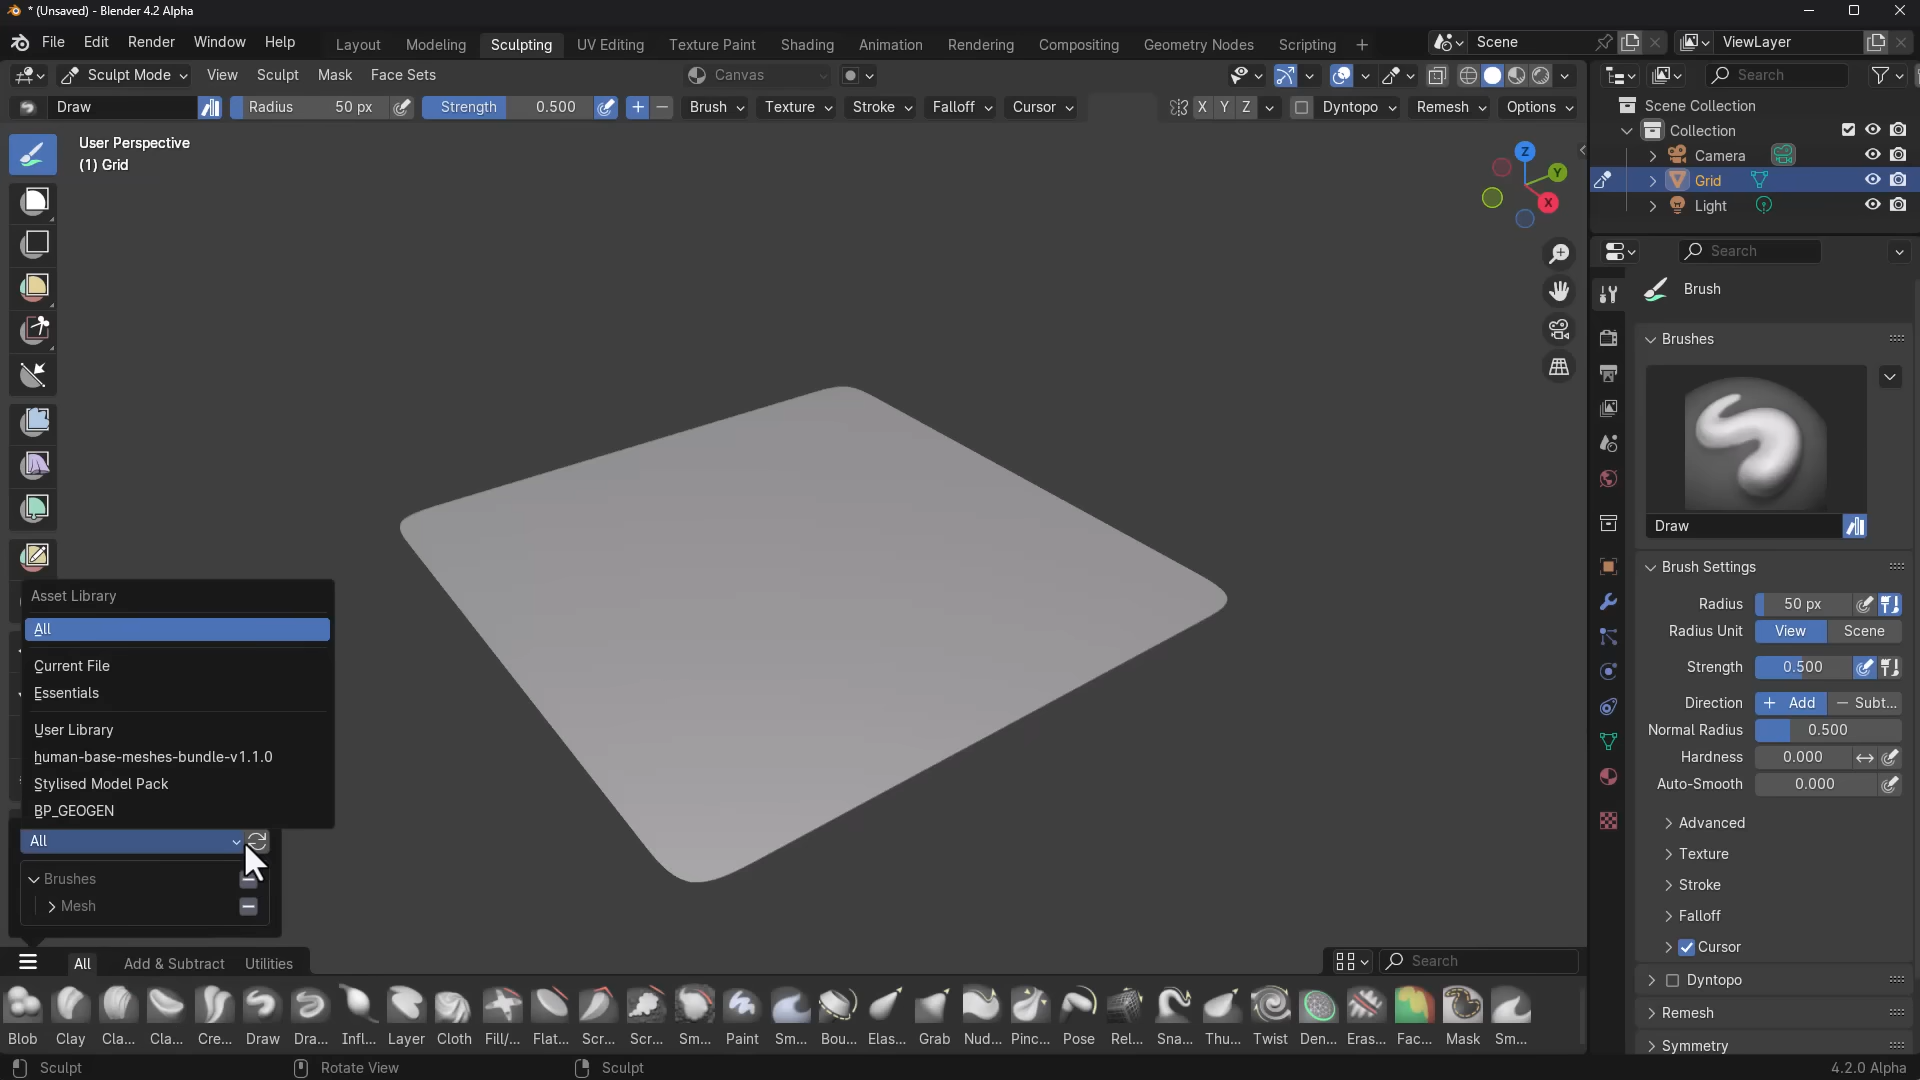 * (Unsaved) - Blender 4.2 Alpha
File Edit Render Window Help Layout Modeling Sculpting UV Editing Texture Paint Shading Animation Rendering Compositing Geometry Nodes Scripting + Scene ViewLayer
Sculpt Mode View Sculpt Mask Face Sets Canvas Search
Draw Radius 50 px Strength 0.500 Brush Texture Stroke Falloff Cursor X Y Z Dyntopo Remesh Options
User Perspective
(1) Grid
Z
Y
X
Scene Collection
Collection
Camera
Grid
Light
Search
Brush
Brushes
Draw
Brush Settings
Radius 50 px
Radius Unit View Scene
Strength 0.500
Direction + Add − Subt...
Normal Radius 0.500
Hardness 0.000
Auto-Smooth 0.000
Advanced
Texture
Stroke
Falloff
Cursor
Dyntopo
Remesh
Symmetry
Asset Library
All
Current File
Essentials
User Library
human-base-meshes-bundle-v1.1.0
Stylised Model Pack
BP_GEOGEN
All
Brushes
Mesh
All Add & Subtract Utilities Search
Blob Clay Cla... Cla... Cre... Draw Dra... Infl... Layer Cloth Fill/... Flat... Scr... Scr... Sm... Paint Sm... Bou... Elas... Grab Nud... Pinc... Pose Rel... Sna... Thu... Twist Den... Eras... Fac... Mask Sm...
Sculpt Rotate View Sculpt 4.2.0 Alpha